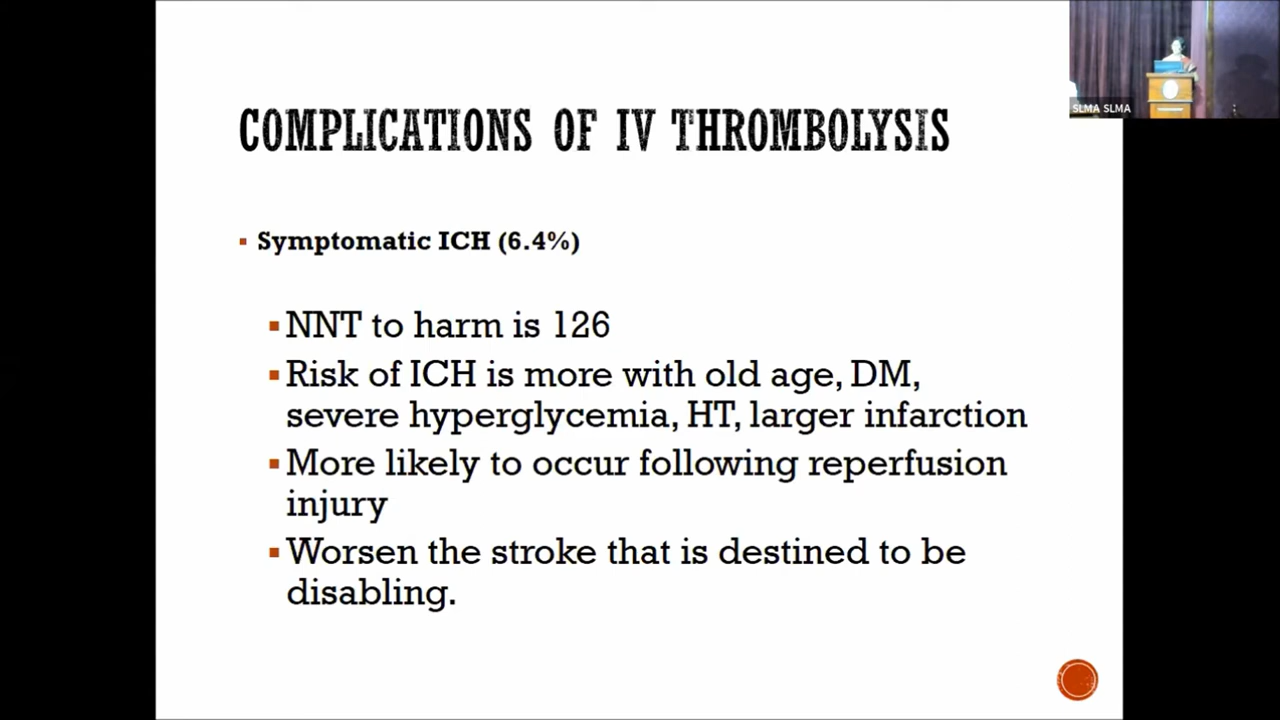 COMPLICATIONS OF IV THROMBOLYSIS
SLMA SLMA
▪ Symptomatic ICH (6.4%)
▪ NNT to harm is 126
▪ Risk of ICH is more with old age, DM,
severe hyperglycemia, HT, larger infarction
▪ More likely to occur following reperfusion
injury
▪ Worsen the stroke that is destined to be
disabling.